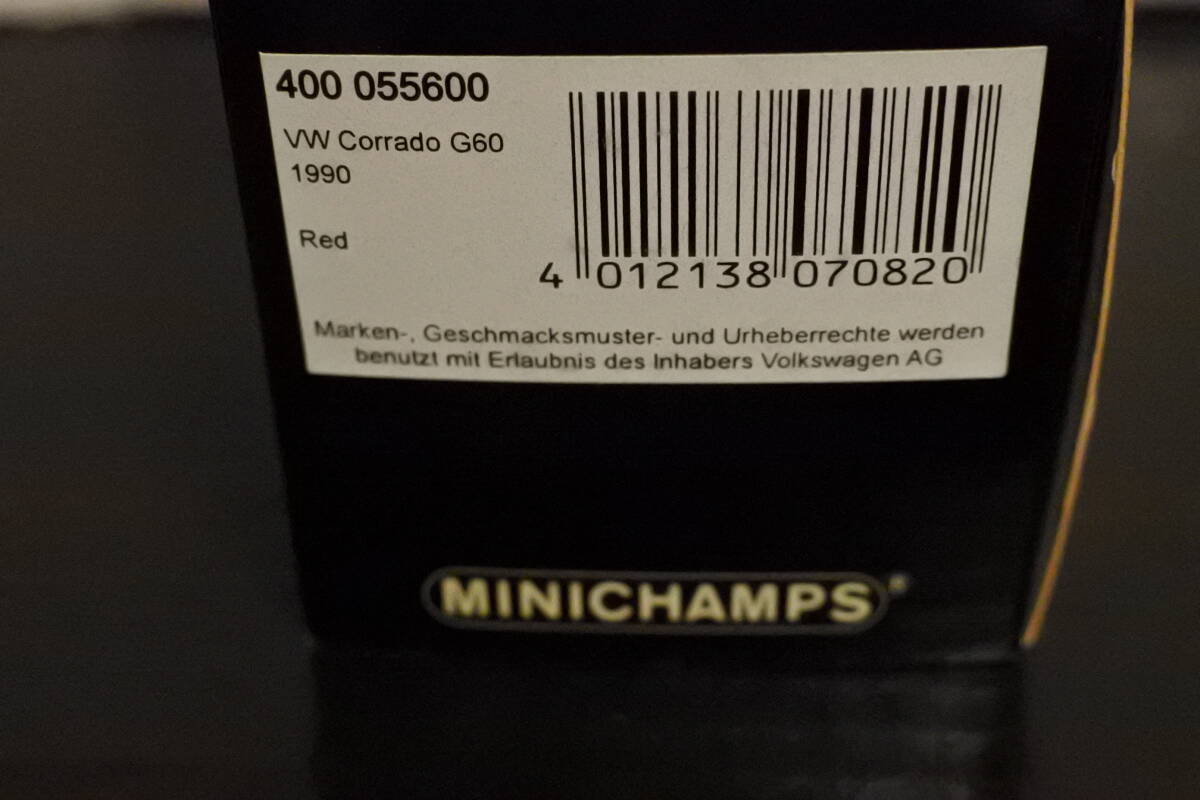 400 055600
VW Corrado G60
1990
Red
4 012138 070820
Marken-, Geschmacksmuster- und Urheberrechte werden
benutzt mit Erlaubnis des Inhabers Volkswagen AG
MINICHAMPS®